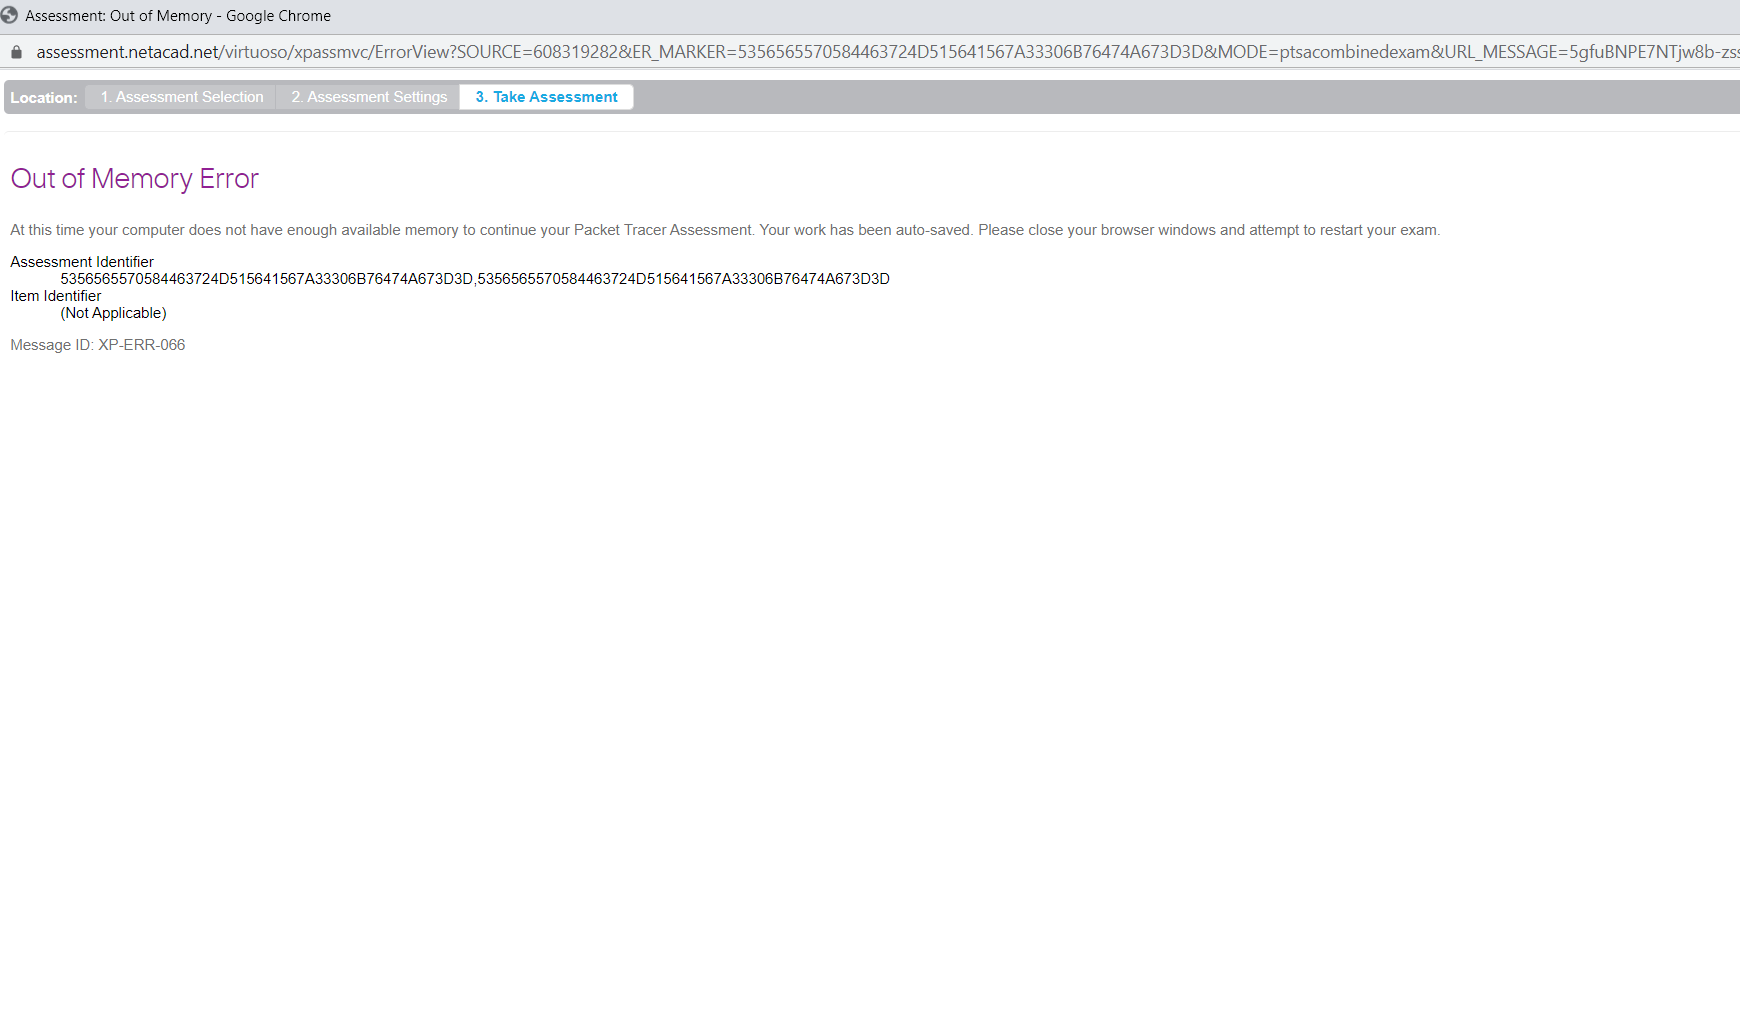 Assessment: Out of Memory - Google Chrome
assessment.netacad.net/virtuoso/xpassmvc/ErrorView?SOURCE=608319282&ER_MARKER=5356565570584463724D515641567A33306B76474A673D3D&MODE=ptsacombinedexam&URL_MESSAGE=5gfuBNPE7NTjw8b-zss
Location: 1. Assessment Selection 2. Assessment Settings 3. Take Assessment
Out of Memory Error
At this time your computer does not have enough available memory to continue your Packet Tracer Assessment. Your work has been auto-saved. Please close your browser windows and attempt to restart your exam.
Assessment Identifier
5356565570584463724D515641567A33306B76474A673D3D,5356565570584463724D515641567A33306B76474A673D3D
Item Identifier
(Not Applicable)
Message ID: XP-ERR-066